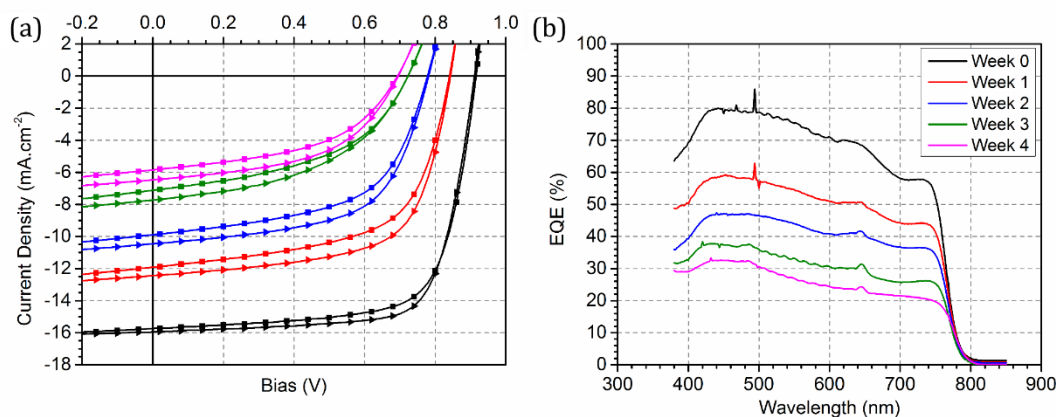 (a)
-0.2 0.0 0.2 0.4 0.6 0.8 1.0
2
0
-2
-4
-6
-8
-10
-12
-14
-16
-18
Current Density (mA.cm⁻²)
Bias (V)
(b)
100
90
80
70
60
50
40
30
20
10
0
EQE (%)
300 400 500 600 700 800 900
Wavelength (nm)
Week 0
Week 1
Week 2
Week 3
Week 4